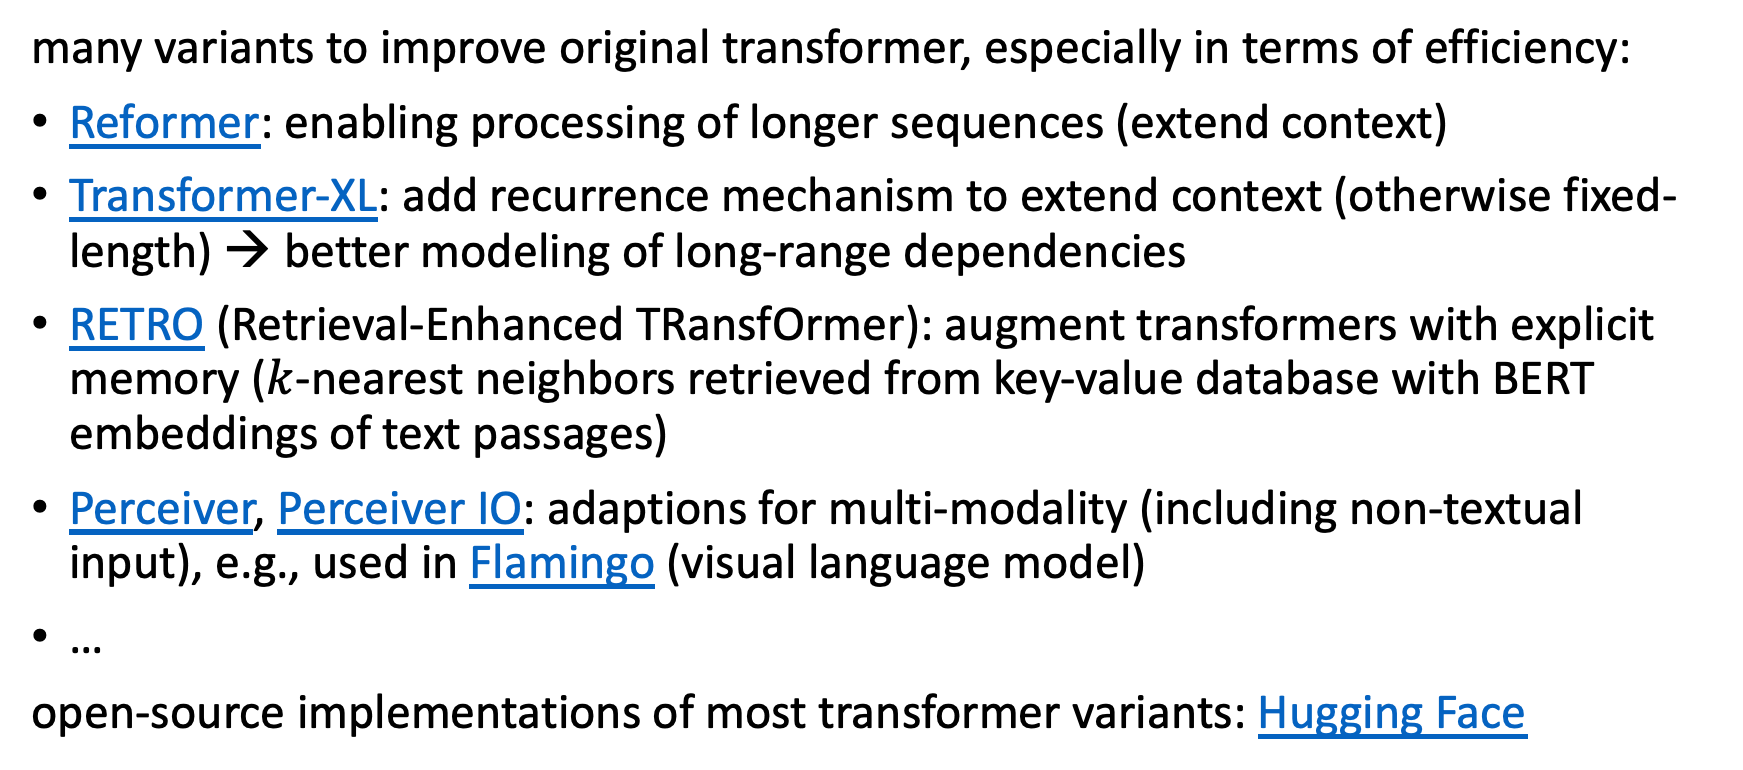 many variants to improve original transformer, especially in terms of efficiency:
• Reformer: enabling processing of longer sequences (extend context)
• Transformer-XL: add recurrence mechanism to extend context (otherwise fixed-
length) → better modeling of long-range dependencies
• RETRO (Retrieval-Enhanced TRansfOrmer): augment transformers with explicit
memory (k-nearest neighbors retrieved from key-value database with BERT
embeddings of text passages)
• Perceiver, Perceiver IO: adaptions for multi-modality (including non-textual
input), e.g., used in Flamingo (visual language model)
• …
open-source implementations of most transformer variants: Hugging Face